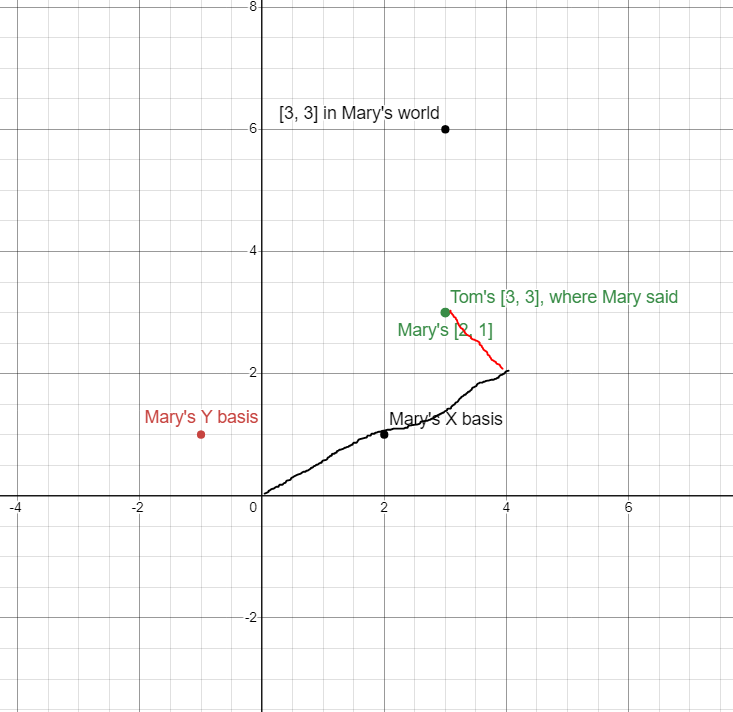 8
[3, 3] in Mary's world
6
4
Tom's [3, 3], where Mary said
Mary's [2, 1]
2
Mary's Y basis
Mary's X basis
-4
-2
0
2
4
6
-2